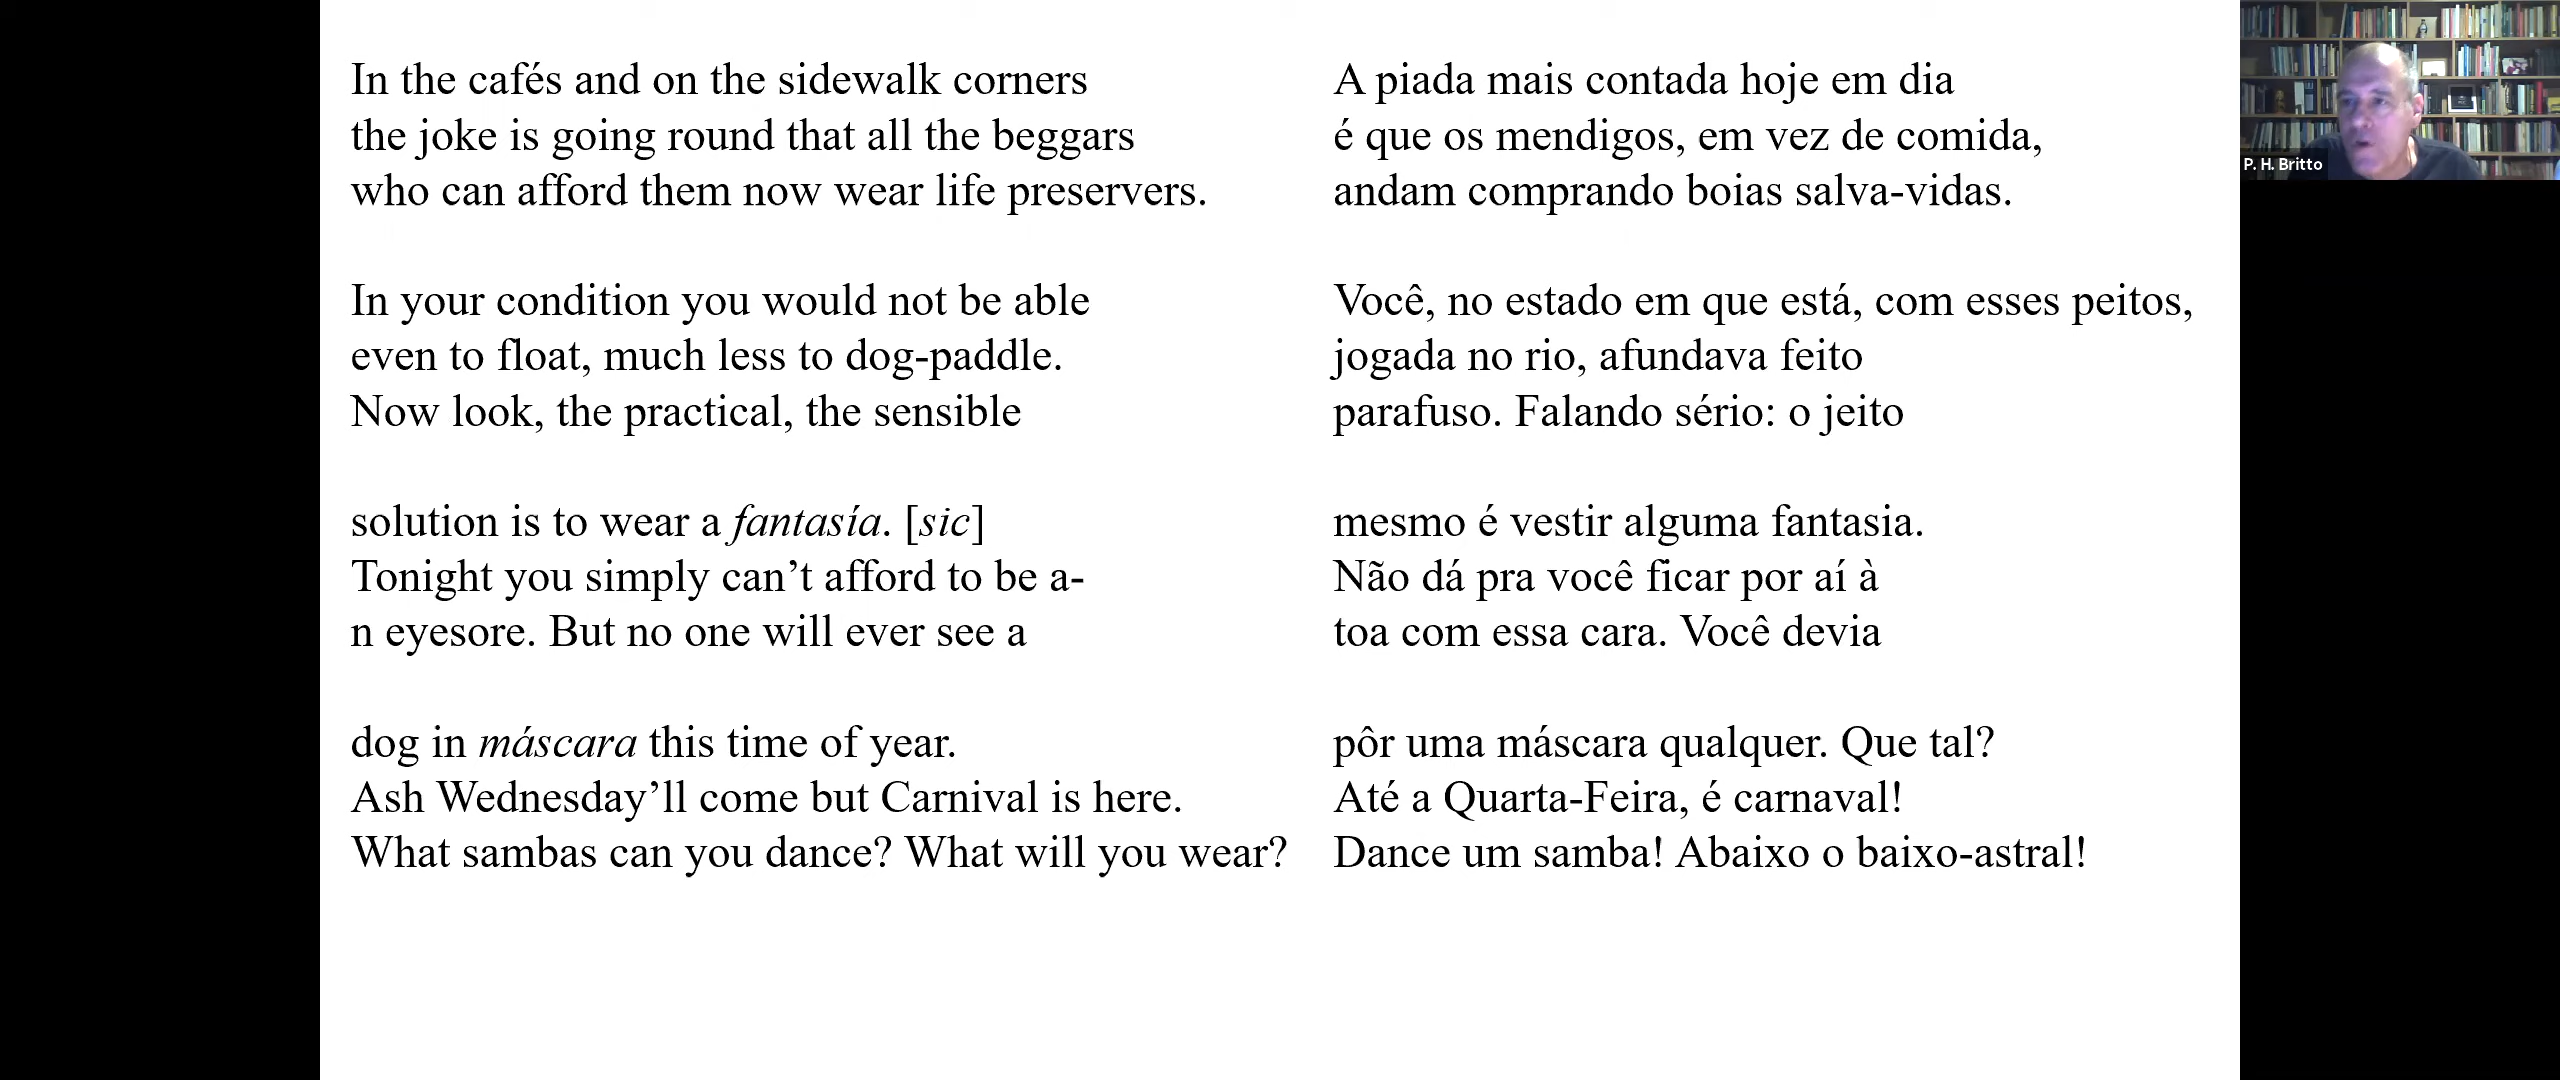 In the cafés and on the sidewalk corners
the joke is going round that all the beggars
who can afford them now wear life preservers.
In your condition you would not be able
even to float, much less to dog-paddle.
Now look, the practical, the sensible
solution is to wear a fantasía. [sic]
Tonight you simply can’t afford to be a-
n eyesore. But no one will ever see a
dog in máscara this time of year.
Ash Wednesday’ll come but Carnival is here.
What sambas can you dance? What will you wear?
A piada mais contada hoje em dia
é que os mendigos, em vez de comida,
andam comprando boias salva-vidas.
Você, no estado em que está, com esses peitos,
jogada no rio, afundava feito
parafuso. Falando sério: o jeito
mesmo é vestir alguma fantasia.
Não dá pra você ficar por aí à
toa com essa cara. Você devia
pôr uma máscara qualquer. Que tal?
Até a Quarta-Feira, é carnaval!
Dance um samba! Abaixo o baixo-astral!
P. H. Britto